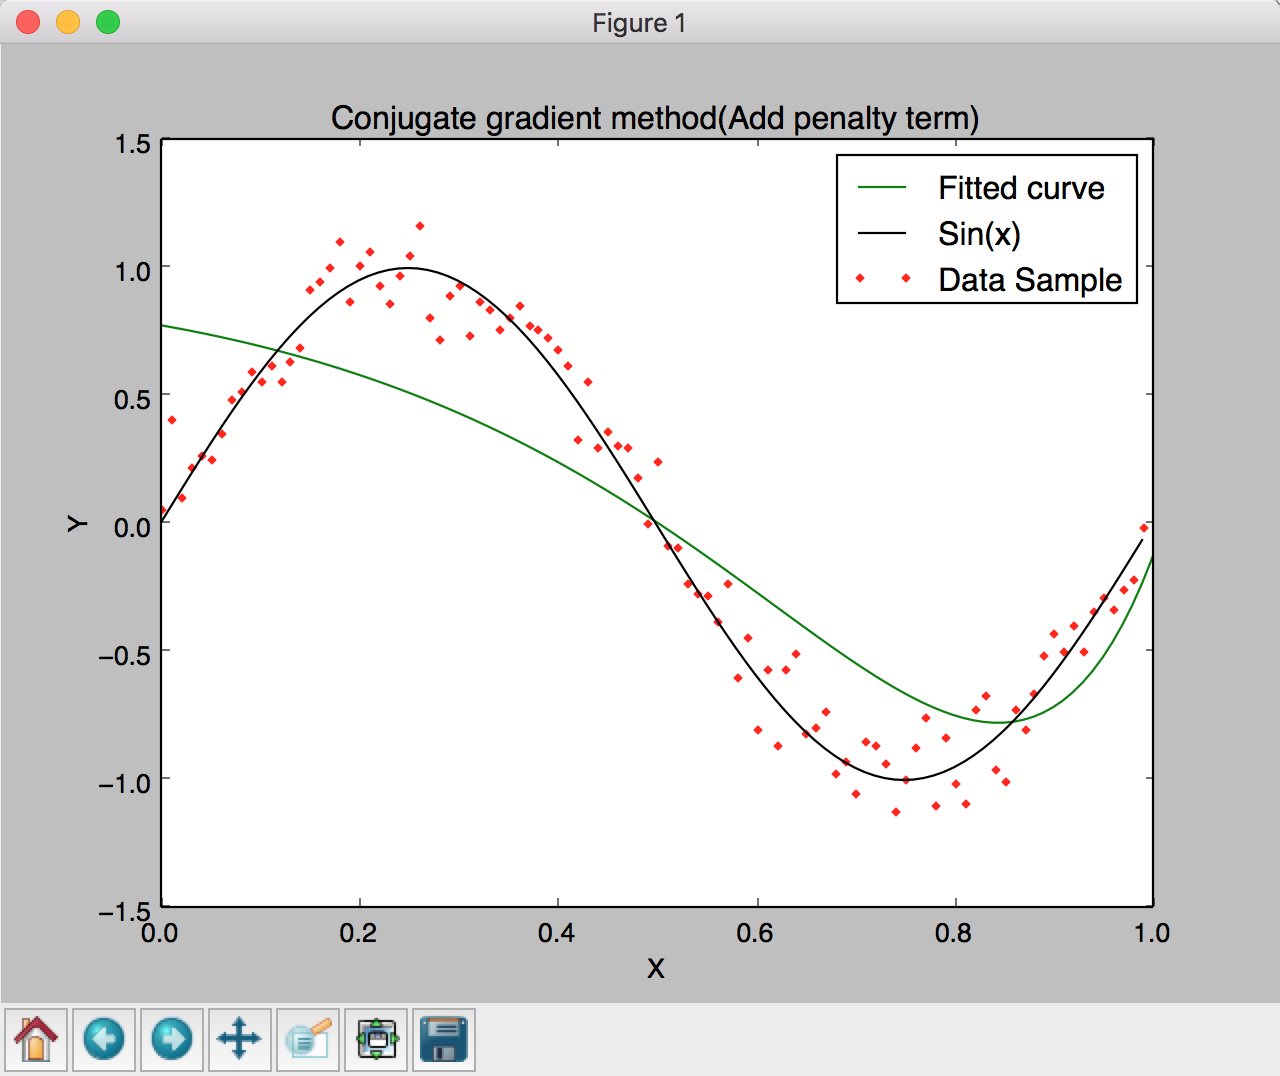 Figure 1
Conjugate gradient method(Add penalty term)
1.5
1.0
0.5
0.0
−0.5
−1.0
−1.5
Y
Fitted curve
Sin(x)
Data Sample
0.0 0.2 0.4 0.6 0.8 1.0
X